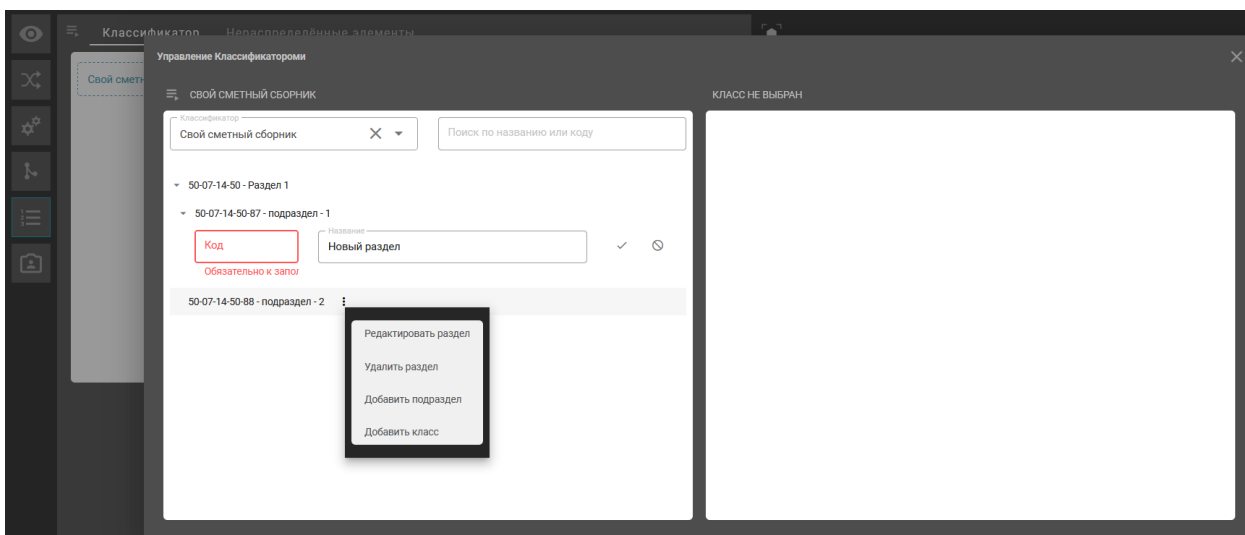 Классификатор
Нераспределённые элементы
Свой сметн
Управление Классификатороми
СВОЙ СМЕТНЫЙ СБОРНИК
КЛАСС НЕ ВЫБРАН
Классификатор
Свой сметный сборник
Поиск по названию или коду
50-07-14-50 - Раздел 1
50-07-14-50-87 - подраздел - 1
Код
Название
Новый раздел
Обязательно к запол
50-07-14-50-88 - подраздел - 2
Редактировать раздел
Удалить раздел
Добавить подраздел
Добавить класс